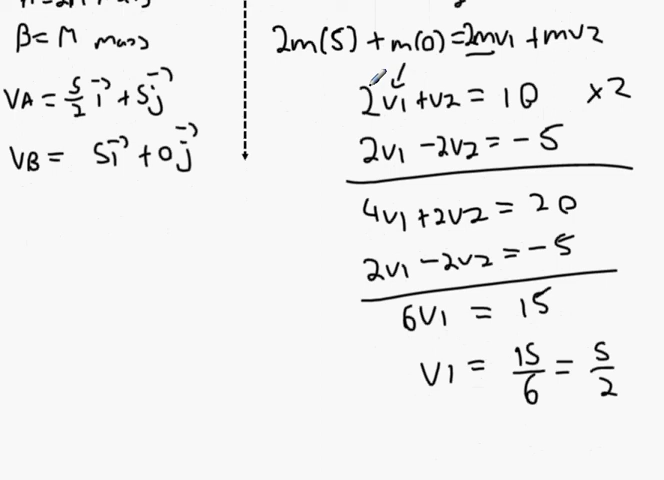 B = M mass
VA = 5/2 i + 5j
VB = 5i + 0j
2m(5) + m(0) = 2mv1 + mv2
2v1 + v2 = 10 x2
2v1 - 2v2 = -5
4v1 + 2v2 = 20
2v1 - 2v2 = -5
6v1 = 15
v1 = 15/6 = 5/2